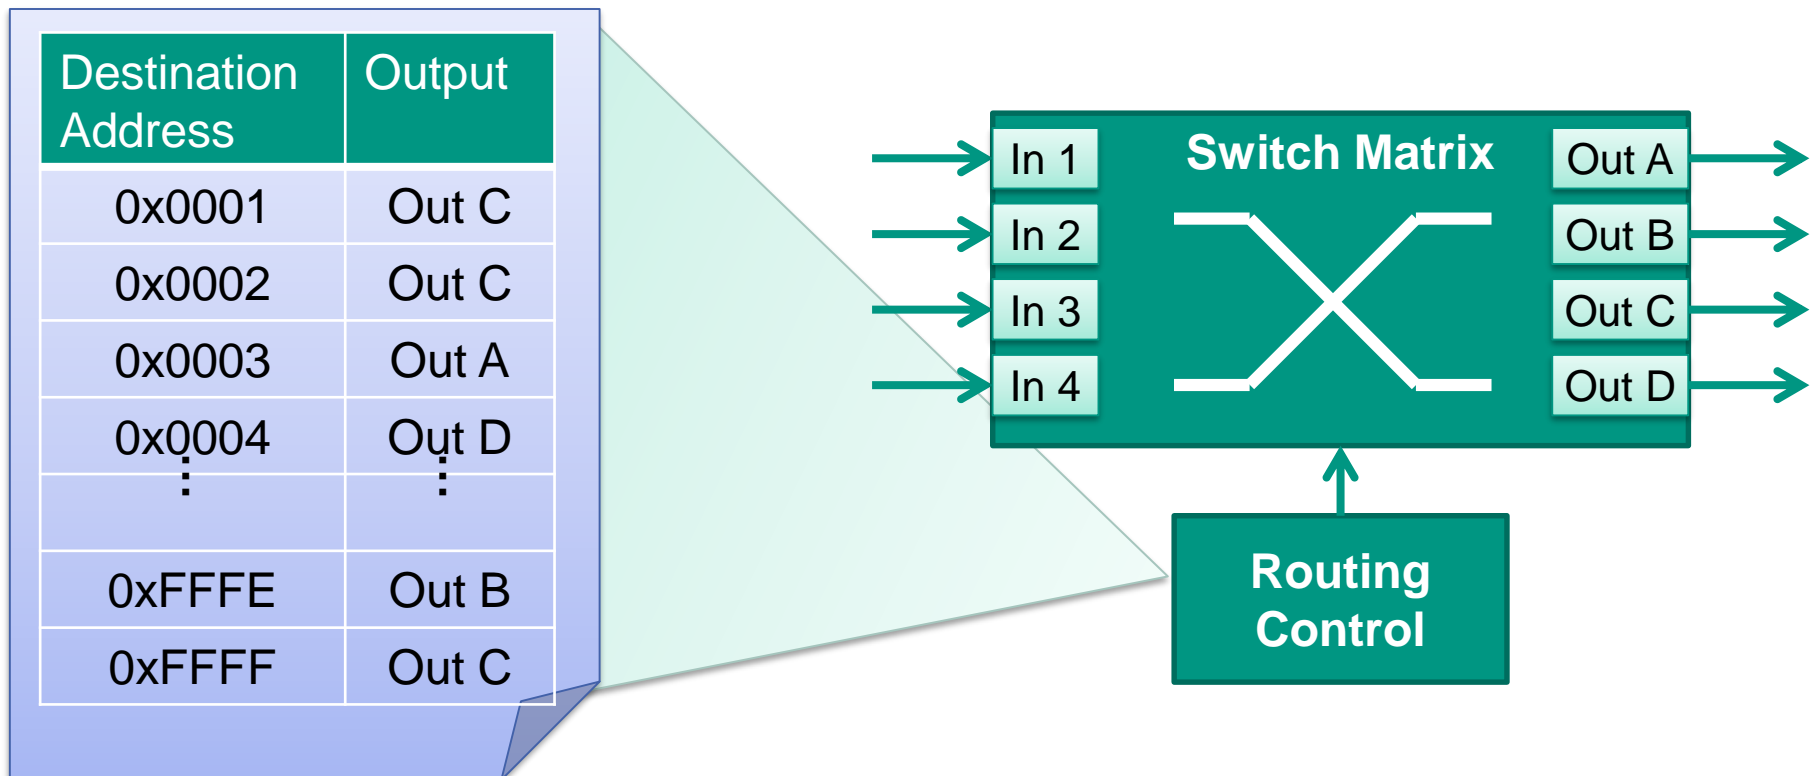 Destination Address Output
0x0001 Out C
0x0002 Out C
0x0003 Out A
0x0004 Out D
⋮ ⋮
0xFFFE Out B
0xFFFF Out C
Switch Matrix
In 1 Out A
In 2 Out B
In 3 Out C
In 4 Out D
Routing
Control